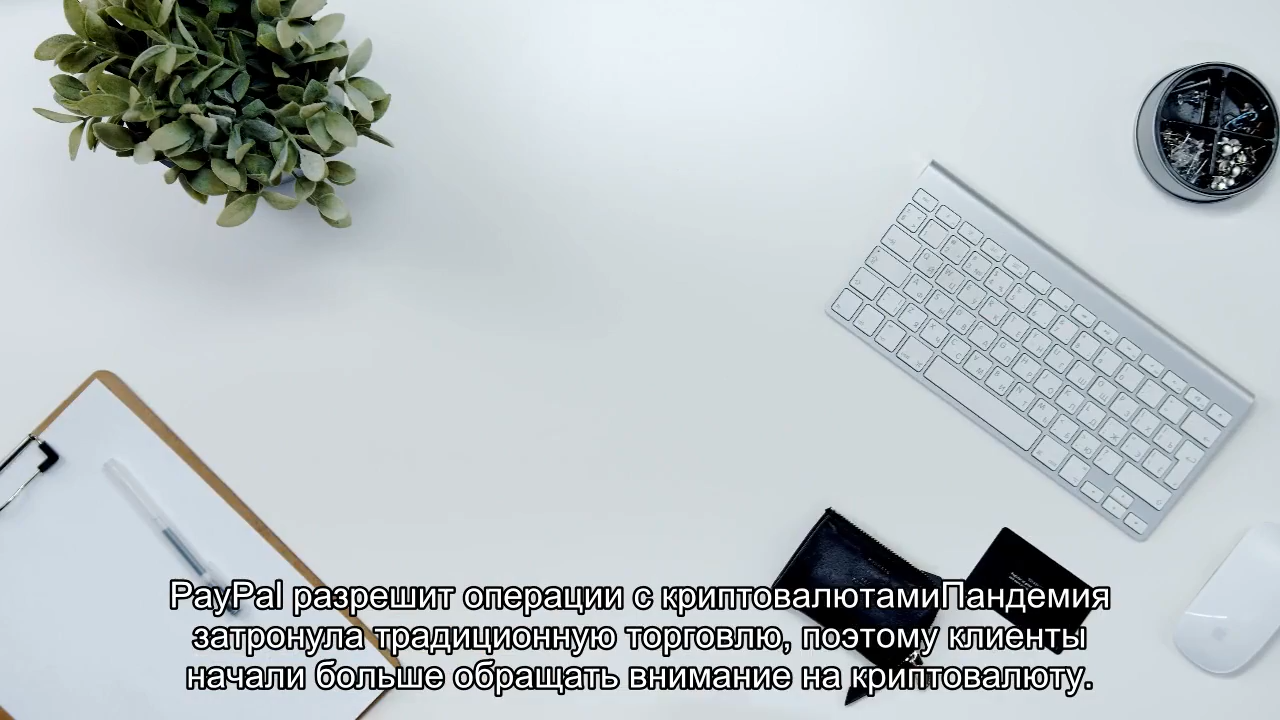 PayPal разрешит операции с криптовалютамиПандемия
затронула традиционную торговлю, поэтому клиенты
начали больше обращать внимание на криптовалюту.